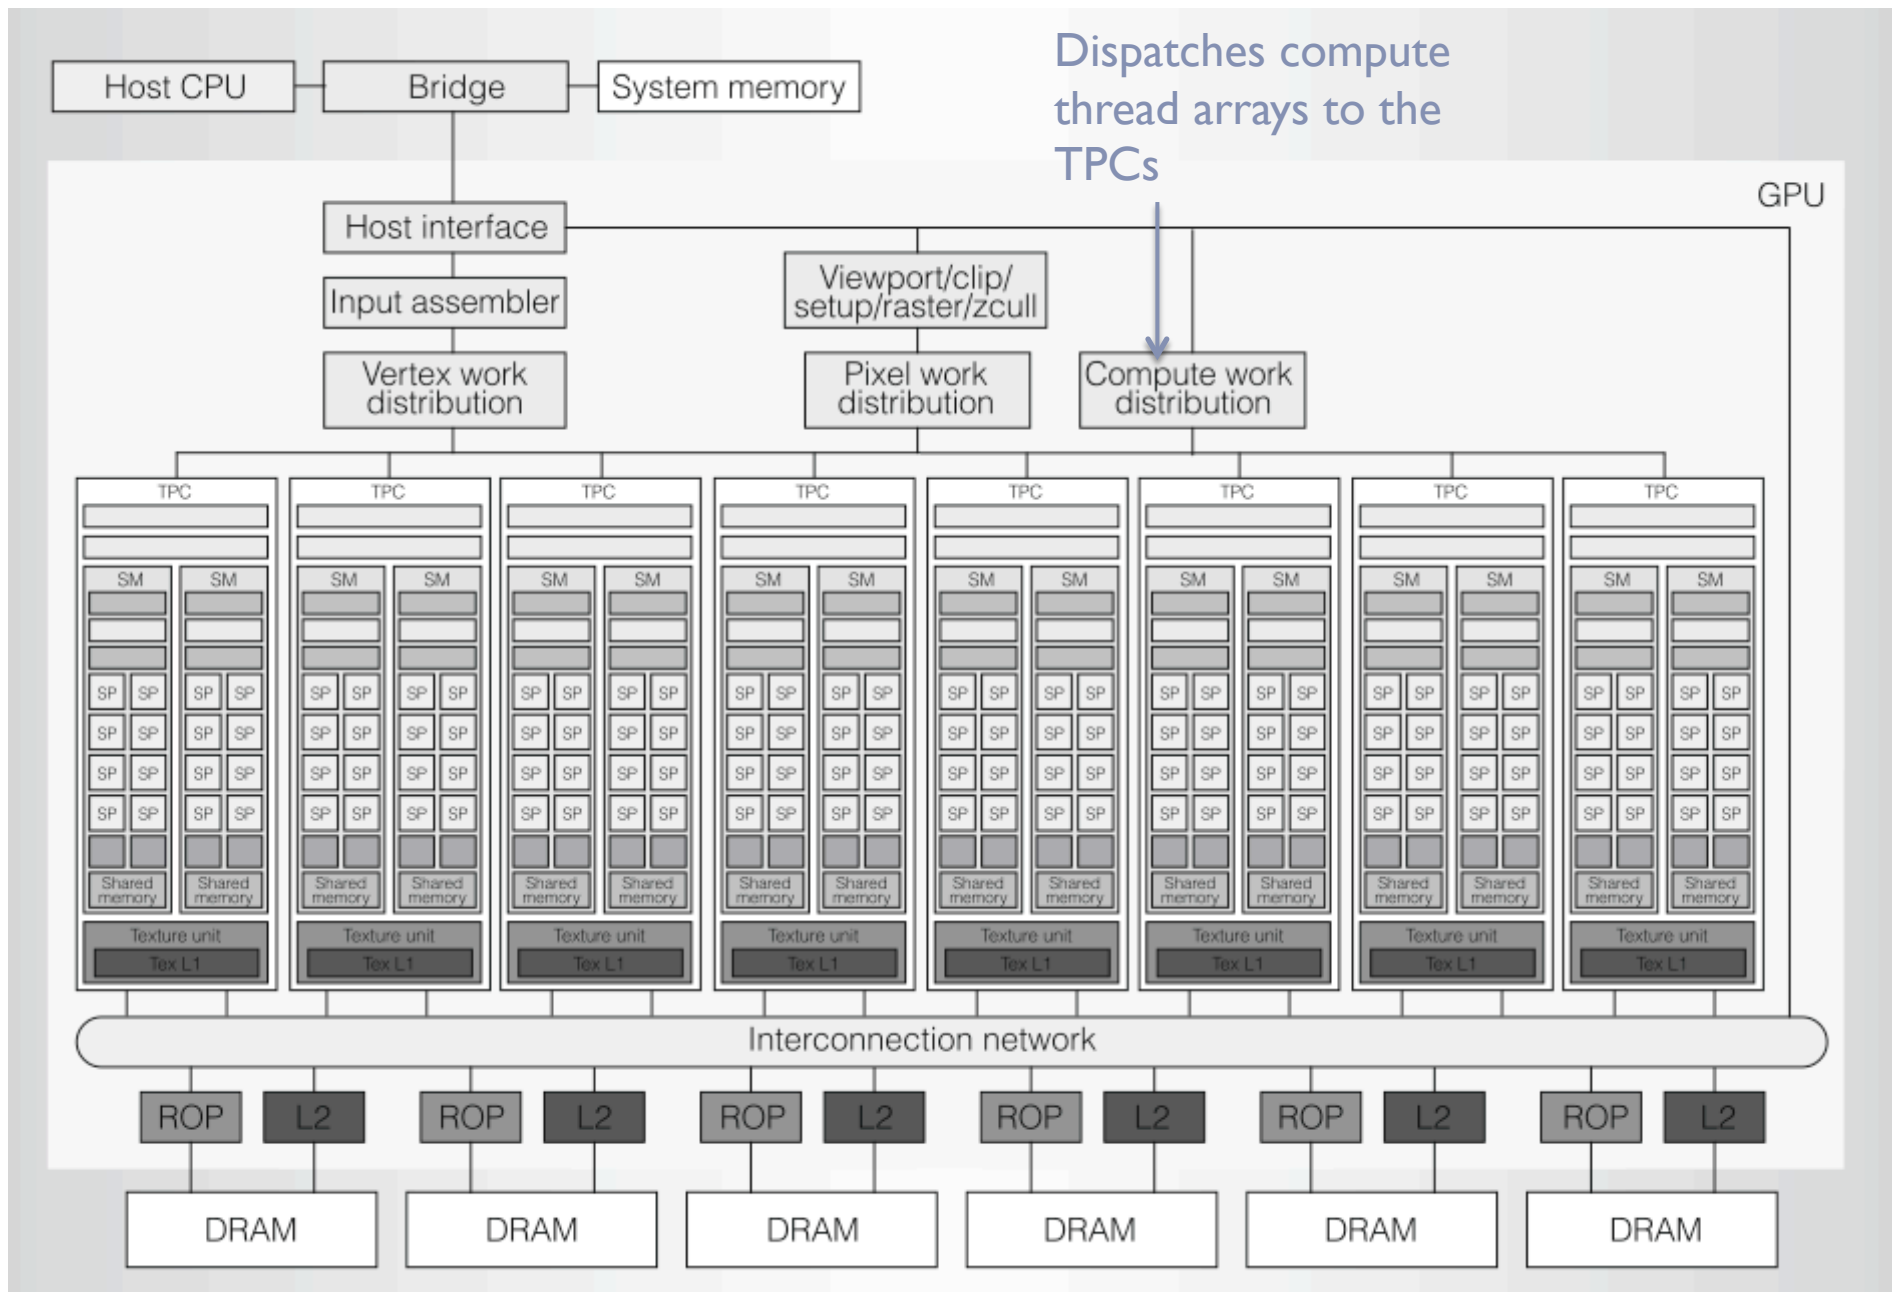 Dispatches compute
thread arrays to the
TPCs
Host CPU
Bridge
System memory
GPU
Host interface
Viewport/clip/
setup/raster/zcull
Input assembler
Vertex work
distribution
Pixel work
distribution
Compute work
distribution
TPC TPC TPC TPC TPC TPC TPC TPC
SM SM SM SM SM SM SM SM SM SM SM SM SM SM SM SM
SP SP SP SP SP SP SP SP SP SP SP SP SP SP SP SP SP SP SP SP SP SP SP SP SP SP SP SP SP SP SP SP
SP SP SP SP SP SP SP SP SP SP SP SP SP SP SP SP SP SP SP SP SP SP SP SP SP SP SP SP SP SP SP SP
SP SP SP SP SP SP SP SP SP SP SP SP SP SP SP SP SP SP SP SP SP SP SP SP SP SP SP SP SP SP SP SP
SP SP SP SP SP SP SP SP SP SP SP SP SP SP SP SP SP SP SP SP SP SP SP SP SP SP SP SP SP SP SP SP
Shared Shared Shared Shared Shared Shared Shared Shared Shared Shared Shared Shared Shared Shared Shared Shared
memory memory memory memory memory memory memory memory memory memory memory memory memory memory memory memory
Texture unit Texture unit Texture unit Texture unit Texture unit Texture unit Texture unit Texture unit
Tex L1 Tex L1 Tex L1 Tex L1 Tex L1 Tex L1 Tex L1 Tex L1
Interconnection network
ROP L2 ROP L2 ROP L2 ROP L2 ROP L2 ROP L2
DRAM DRAM DRAM DRAM DRAM DRAM